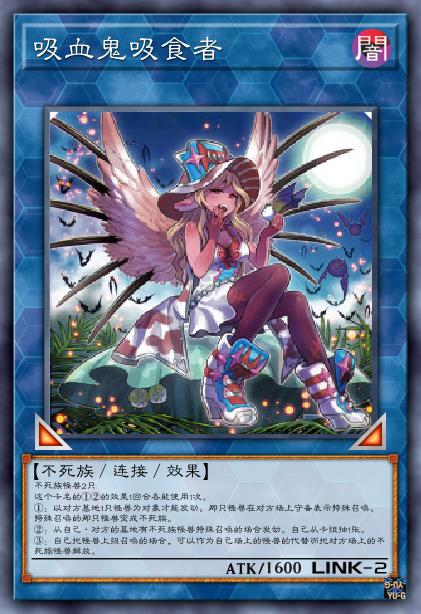 吸血鬼吸食者
闇
【不死族/连接/效果】
不死族怪兽2只
这个卡名的①②的效果1回合各能使用1次。
①：以对方墓地1只怪兽为对象才能发动。那只怪兽在对方场上守备表示特殊召唤。
特殊召唤的那只怪兽变成不死族。
②：从自己·对方的墓地有不死族怪兽特殊召唤的场合发动。自己从卡组抽1张。
③：自己把怪兽上级召唤的场合，可以作为自己场上的怪兽的代替而把对方场上的不
死族怪兽解放。
ATK/1600 LINK-2